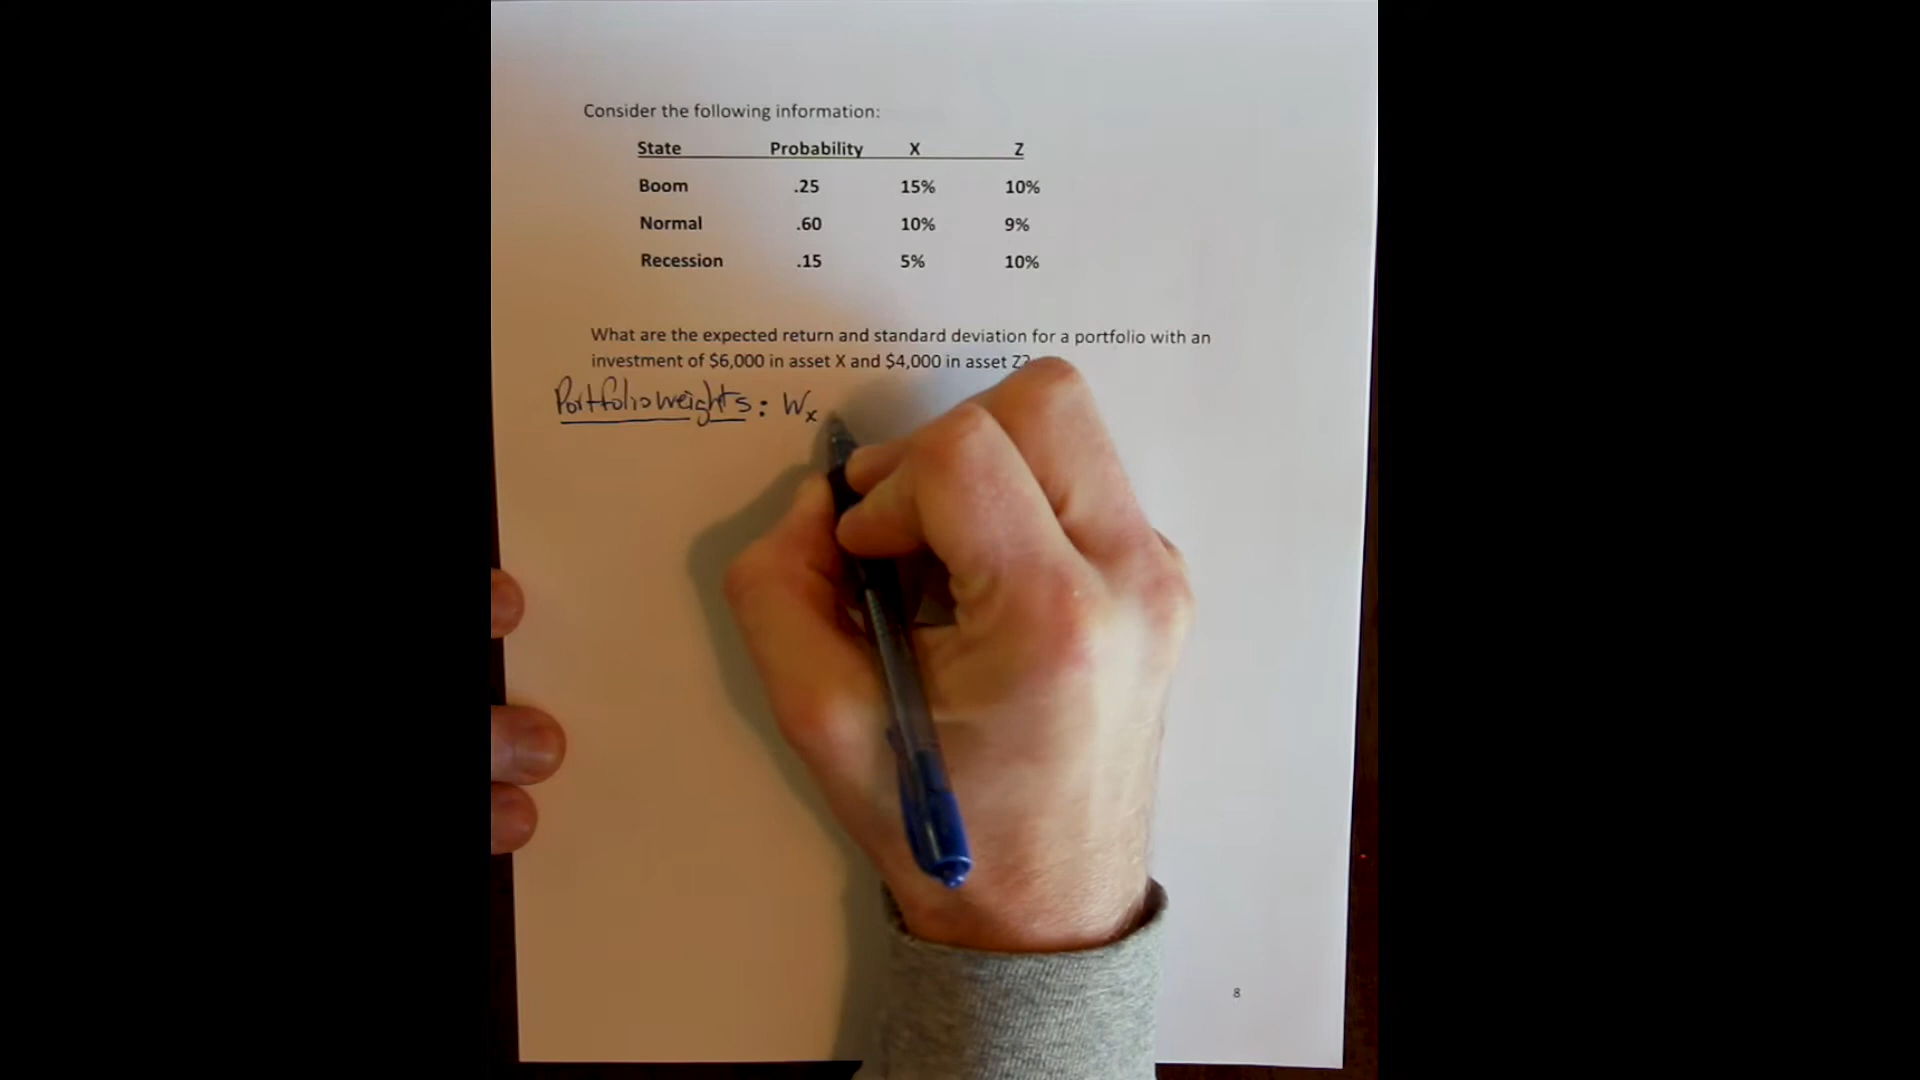 Consider the following information:
State Probability X Z
Boom .25 15% 10%
Normal .60 10% 9%
Recession .15 5% 10%
What are the expected return and standard deviation for a portfolio with an
investment of $6,000 in asset X and $4,000 in asset Z?
Portfolio weights: Wx
8